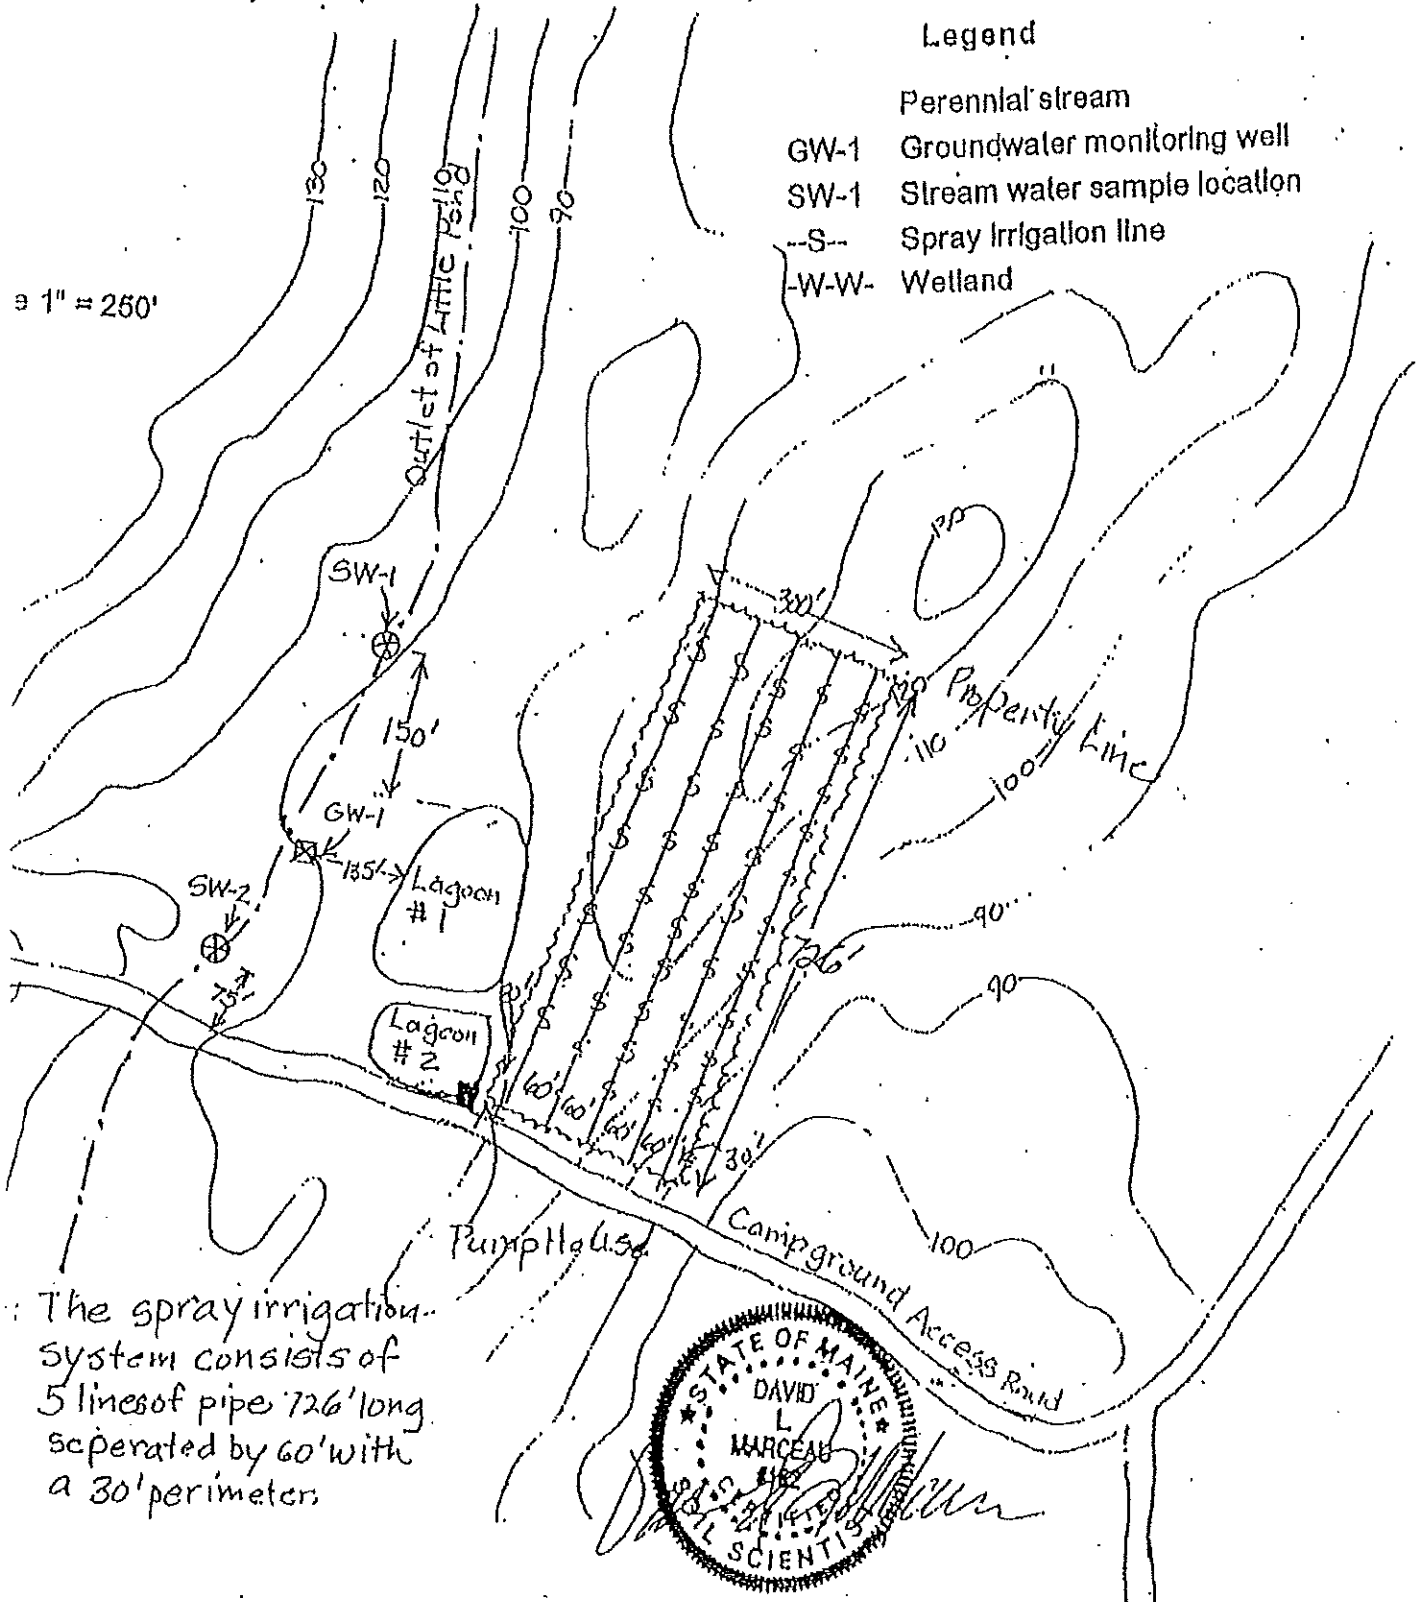 Legend
Perennial stream
GW-1 Groundwater monitoring well
SW-1 Stream water sample location
--S-- Spray irrigation line
-W-W- Wetland
1" = 250'
130
120
110
100
90
Outlet of Little Pond
SW-1
150'
GW-1
135'
Lagoon
#1
SW-2
75'
Lagoon
#2
300'
Property Line
110
100
90
726'
90
60'
60'
60'
60'
30'
PumpHouse
Campground Access Road
100
The spray irrigation
system consists of
5 lines of pipe 726' long
seperated by 60' with
a 30' perimeter
STATE OF MAINE
DAVID
L
MARCEAU
CERTIFIED
SOIL SCIENTIST